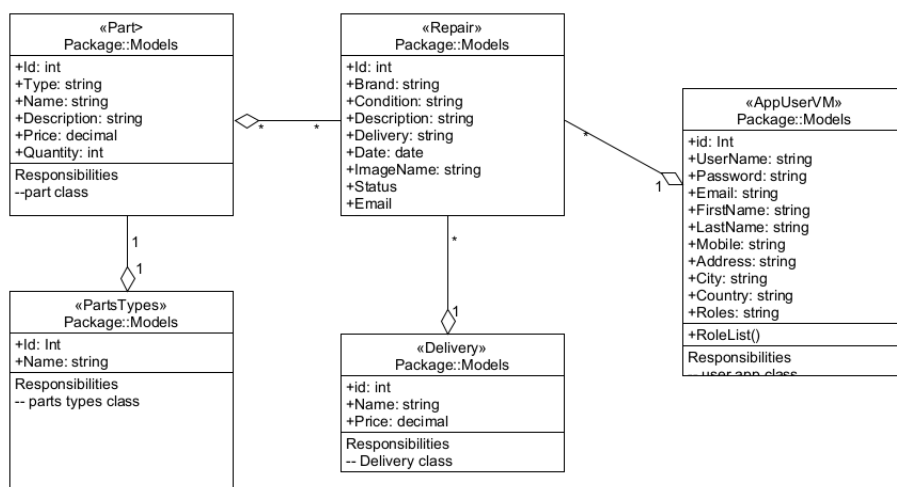 «Part>
Package::Models
+Id: int
+Type: string
+Name: string
+Description: string
+Price: decimal
+Quantity: int
Responsibilities
--part class
«Repair»
Package::Models
+Id: int
+Brand: string
+Condition: string
+Description: string
+Delivery: string
+Date: date
+ImageName: string
+Status
+Email
«AppUserVM»
Package::Models
+id: Int
+UserName: string
+Password: string
+Email: string
+FirstName: string
+LastName: string
+Mobile: string
+Address: string
+City: string
+Country: string
+Roles: string
+RoleList()
Responsibilities
-- user app class
«PartsTypes»
Package::Models
+Id: Int
+Name: string
Responsibilities
-- parts types class
«Delivery»
Package::Models
+id: int
+Name: string
+Price: decimal
Responsibilities
-- Delivery class
*
*
*
1
1
1
*
1